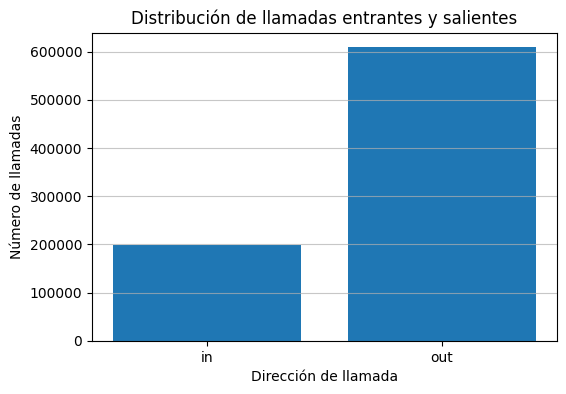 Distribución de llamadas entrantes y salientes
Número de llamadas
600000
500000
400000
300000
200000
100000
0
in
out
Dirección de llamada